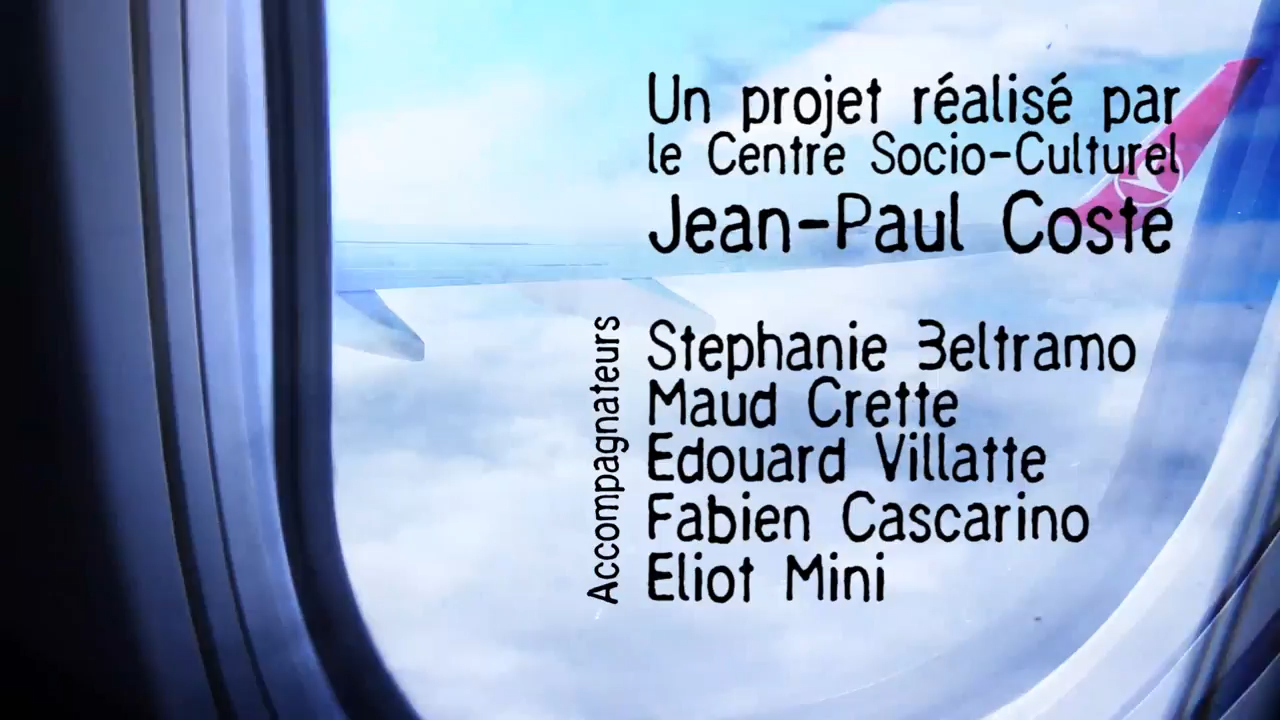 Un projet réalisé par
le Centre Socio-Culturel
Jean-Paul Coste
Accompagnateurs
Stephanie Beltramo
Maud Crette
Edouard Villatte
Fabien Cascarino
Eliot Mini